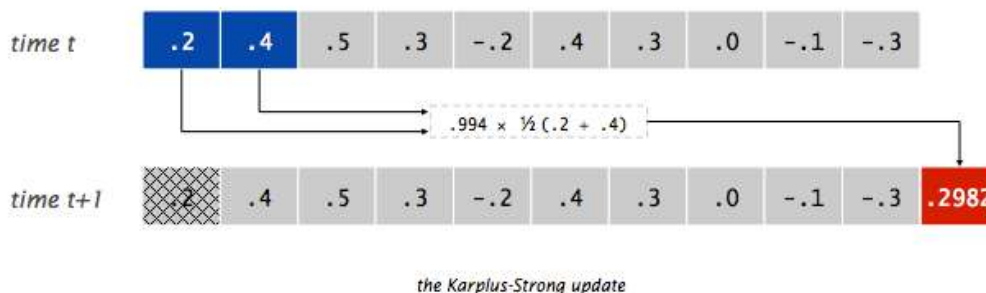 time t .2 .4 .5 .3 -.2 .4 .3 .0 -.1 -.3
.994 × ½(.2 + .4)
time t+1 .2 .4 .5 .3 -.2 .4 .3 .0 -.1 -.3 .2982
the Karplus-Strong update